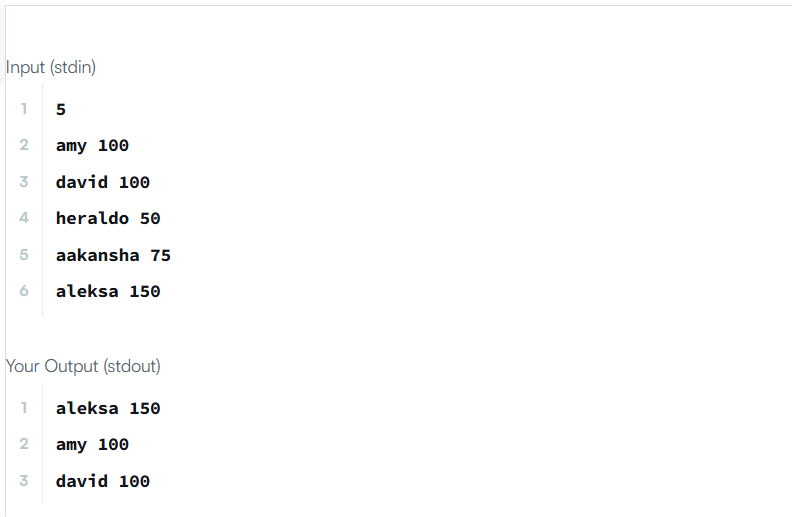 Input (stdin)
1 5
2 amy 100
3 david 100
4 heraldo 50
5 aakansha 75
6 aleksa 150
Your Output (stdout)
1 aleksa 150
2 amy 100
3 david 100